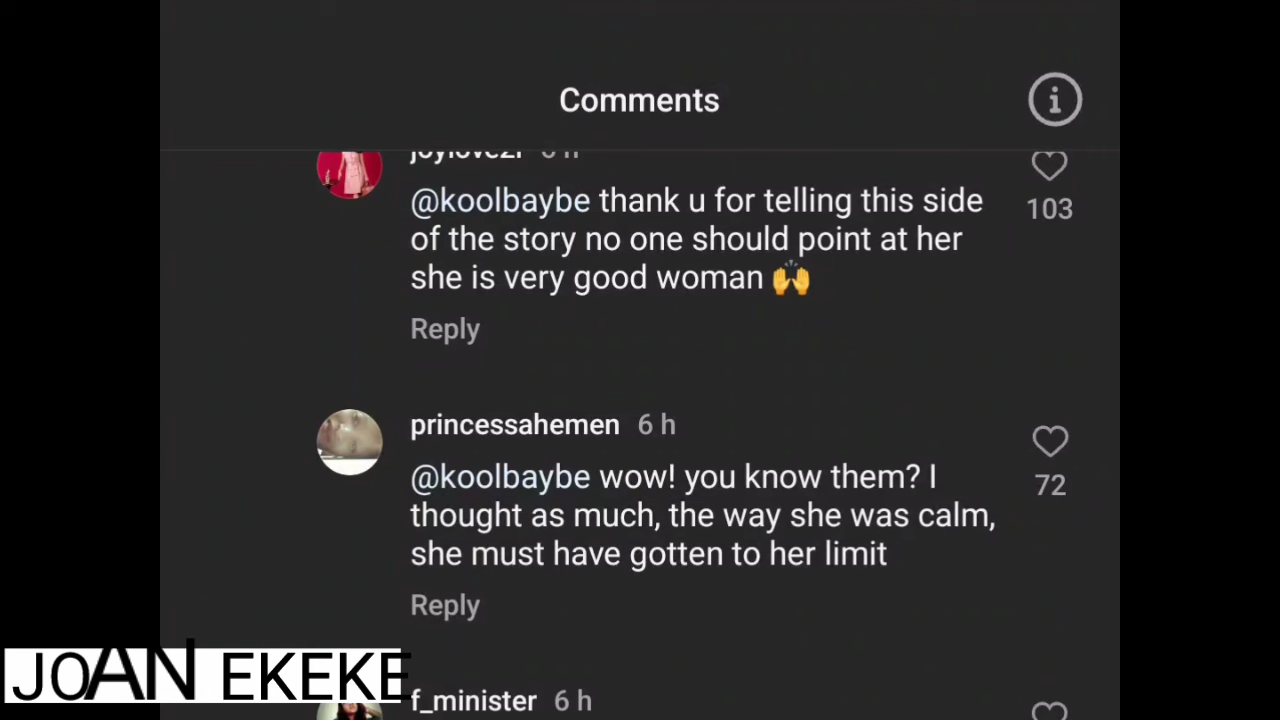 Comments
joylove2r 6 h
@koolbaybe thank u for telling this side
of the story no one should point at her
she is very good woman 🙌
Reply
103
princessahemen 6 h
@koolbaybe wow! you know them? I
thought as much, the way she was calm,
she must have gotten to her limit
Reply
72
f_minister 6 h
JOAN EKEKE